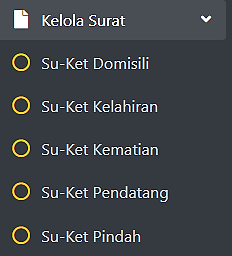 Kelola Surat
Su-Ket Domisili
Su-Ket Kelahiran
Su-Ket Kematian
Su-Ket Pendatang
Su-Ket Pindah